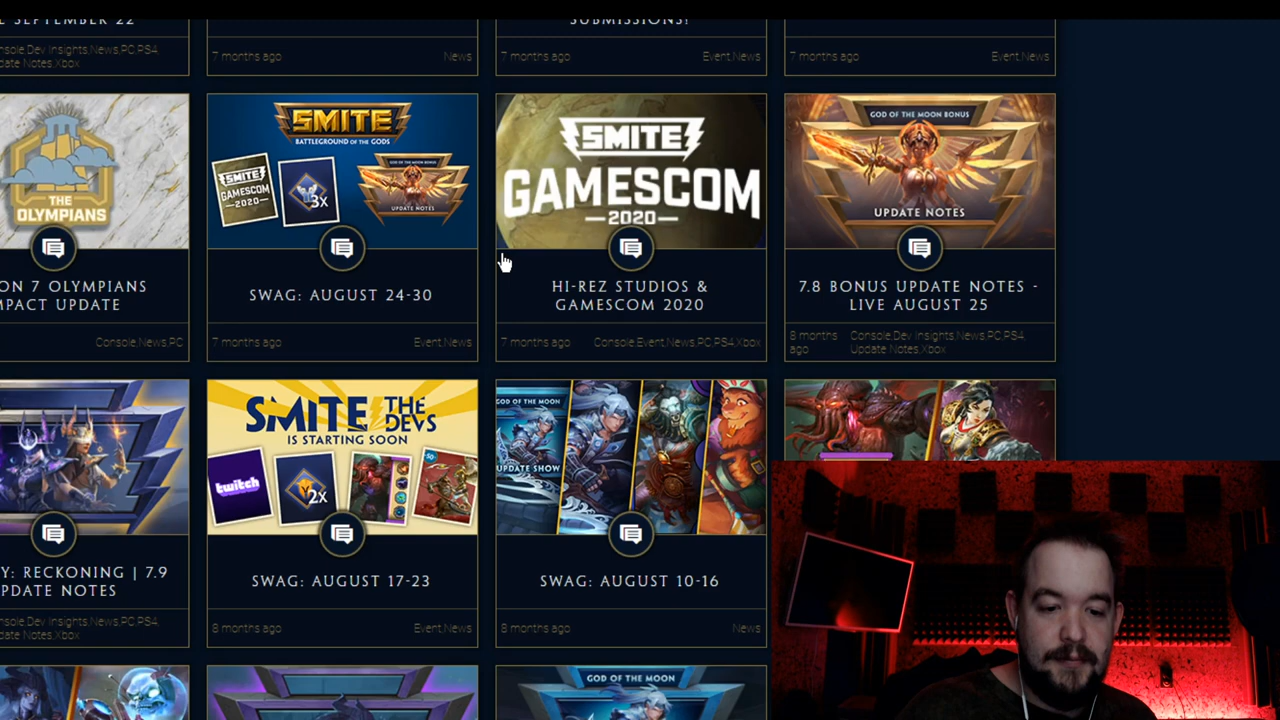 E SEPTEMBER 22
SUBMISSIONS!
nsole,Dev Insights,News,PC,PS4,
date Notes,Xbox
7 months ago
News
7 months ago
Event,News
7 months ago
Event,News
THE
OLYMPIANS
ON 7 OLYMPIANS
MPACT UPDATE
Console,News,PC
SMITE
BATTLEGROUND OF THE GODS
SMITE
GAMESCOM
2020
3x
GOD OF THE MOON BONUS
UPDATE NOTES
SWAG: AUGUST 24-30
7 months ago
Event,News
SMITE
GAMESCOM
2020
HI-REZ STUDIOS &
GAMESCOM 2020
7 months ago
Console,Event,News,PC,PS4,Xbox
GOD OF THE MOON BONUS
UPDATE NOTES
7.8 BONUS UPDATE NOTES -
LIVE AUGUST 25
8 months
ago
Console,Dev Insights,News,PC,PS4,
Update Notes,Xbox
Y: RECKONING | 7.9
PDATE NOTES
nsole,Dev Insights,News,PC,PS4,
date Notes,Xbox
SMITE THE
DEVS
IS STARTING SOON
twitch
2x
SWAG: AUGUST 17-23
8 months ago
Event,News
GOD OF THE MOON
UPDATE SHOW
SWAG: AUGUST 10-16
8 months ago
News
GOD OF THE MOON